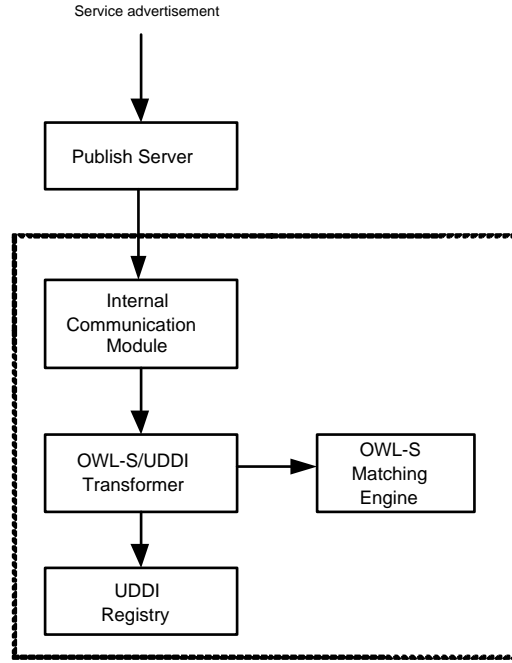 Service advertisement
Publish Server
Internal
Communication
Module
OWL-S/UDDI
Transformer
OWL-S
Matching
Engine
UDDI
Registry